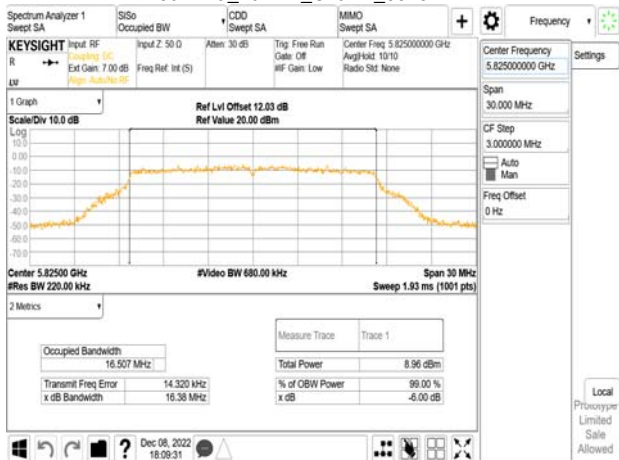 Spectrum Analyzer 1
Swept SA
SiSo
Occupied BW
CDD
Swept SA
MIMO
Swept SA
Frequency
KEYSIGHT
R
LVI
Input: RF
Coupling: DC
Ext Gain: 7.00 dB
Align: Auto/No RF
Input Z: 50 Ω
Freq Ref: Int (S)
Atten: 30 dB
Trig: Free Run
Gate: Off
#IF Gain: Low
Center Freq: 5.825000000 GHz
Avg|Hold: 10/10
Radio Std: None
Center Frequency
5.825000000 GHz
Settings
Span
30.000 MHz
CF Step
3.000000 MHz
Auto
Man
Freq Offset
0 Hz
1 Graph
Scale/Div 10.0 dB
Ref Lvl Offset 12.03 dB
Ref Value 20.00 dBm
Log
10.0
0.00
-10.0
-20.0
-30.0
-40.0
-50.0
-60.0
-70.0
Center 5.82500 GHz
#Video BW 680.00 kHz
Span 30 MHz
#Res BW 220.00 kHz
Sweep 1.93 ms (1001 pts)
2 Metrics
Measure Trace Trace 1
Occupied Bandwidth
16.507 MHz
Total Power 8.96 dBm
Transmit Freq Error 14.320 kHz
% of OBW Power 99.00 %
x dB Bandwidth 16.38 MHz
x dB -6.00 dB
Local
Prototype
Limited
Sale
Allowed
?
Dec 08, 2022
18:09:31